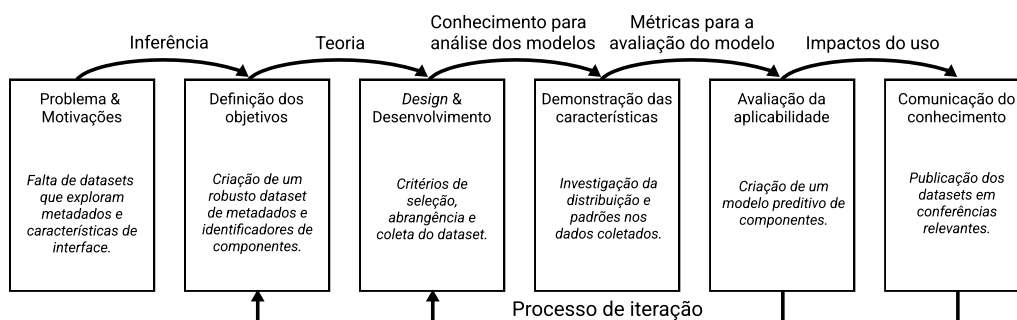 Inferência
Teoria
Conhecimento para
análise dos modelos
Métricas para a
avaliação do modelo
Impactos do uso
Problema &
Motivações
Falta de datasets
que exploram
metadados e
características de
interface.
Definição dos
objetivos
Criação de um
robusto dataset
de metadados e
identificadores de
componentes.
Design &
Desenvolvimento
Critérios de
seleção,
abrangência e
coleta do dataset.
Demonstração das
características
Investigação da
distribuição e
padrões nos
dados coletados.
Avaliação da
aplicabilidade
Criação de um
modelo preditivo de
componentes.
Comunicação do
conhecimento
Publicação dos
datasets em
conferências
relevantes.
Processo de iteração